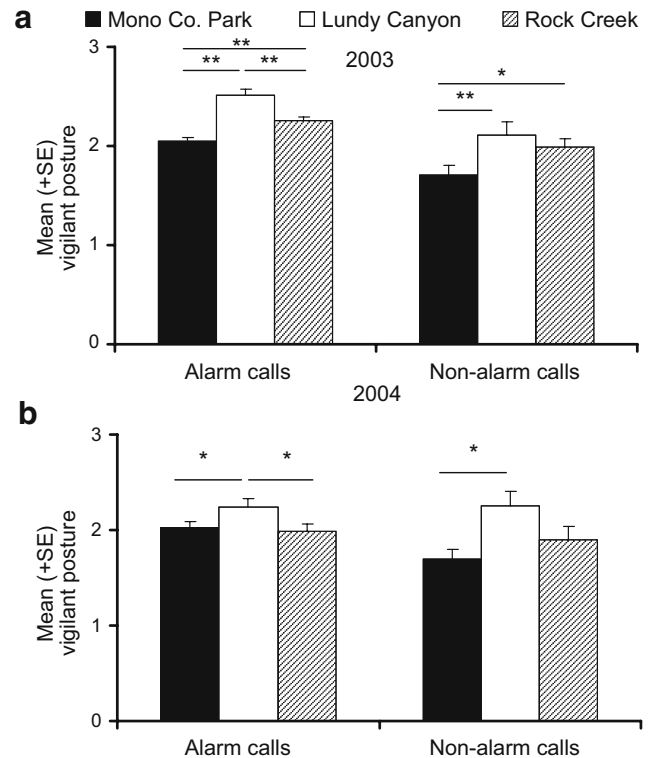 a
Mono Co. Park Lundy Canyon Rock Creek
2003
** ** ** ** *
Mean (+SE)
vigilant posture
3
2
1
0
Alarm calls Non-alarm calls
2004
b
* * *
Mean (+SE)
vigilant posture
3
2
1
0
Alarm calls Non-alarm calls